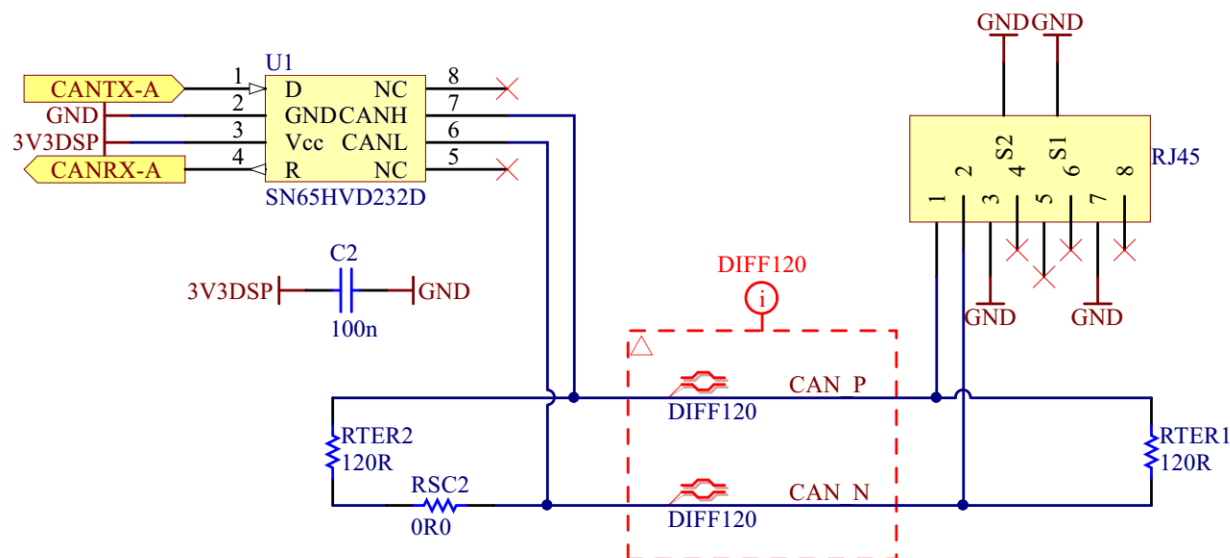 U1
CANTX-A
1
D
NC
8
GND
2
GND
CANH
7
3V3DSP
3
Vcc
CANL
6
CANRX-A
4
R
NC
5
SN65HVD232D
GND
GND
S2
S1
RJ45
1
2
3
4
5
6
7
8
GND
GND
C2
3V3DSP
GND
100n
DIFF120
i
CAN_P
DIFF120
RTER2
120R
RSC2
0R0
CAN_N
DIFF120
RTER1
120R